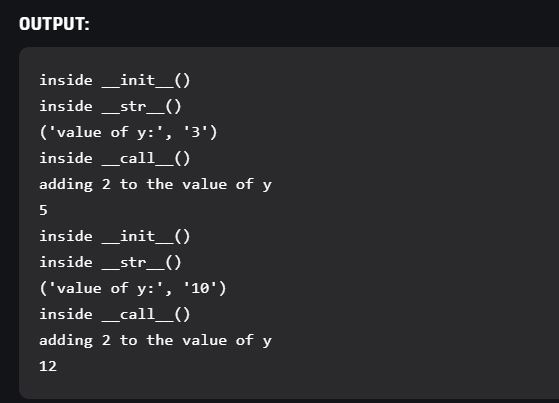 OUTPUT:
inside __init__()
inside __str__()
('value of y:', '3')
inside __call__()
adding 2 to the value of y
5
inside __init__()
inside __str__()
('value of y:', '10')
inside __call__()
adding 2 to the value of y
12